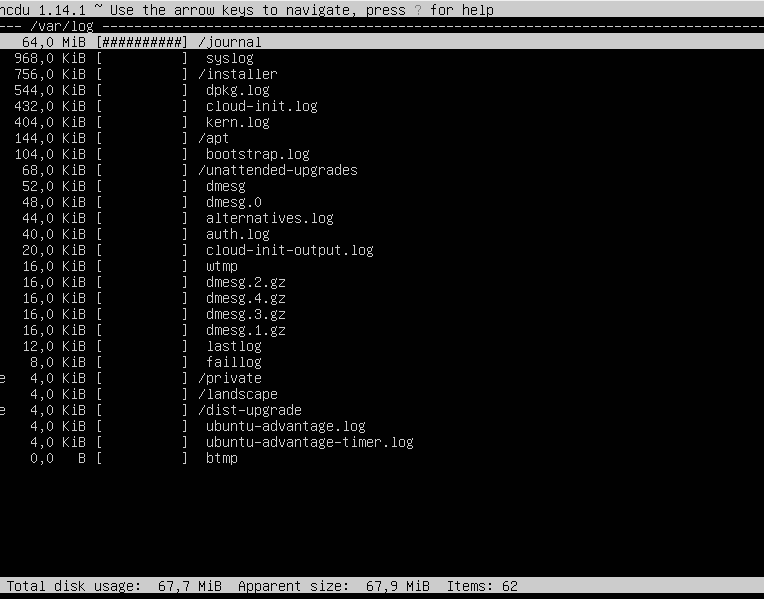 ncdu 1.14.1 ~ Use the arrow keys to navigate, press ? for help
--- /var/log ---
64,0 MiB [##########] /journal
968,0 KiB [          ]  syslog
756,0 KiB [          ] /installer
544,0 KiB [          ]  dpkg.log
432,0 KiB [          ]  cloud-init.log
404,0 KiB [          ]  kern.log
144,0 KiB [          ] /apt
104,0 KiB [          ]  bootstrap.log
68,0 KiB [          ] /unattended-upgrades
52,0 KiB [          ]  dmesg
48,0 KiB [          ]  dmesg.0
44,0 KiB [          ]  alternatives.log
40,0 KiB [          ]  auth.log
20,0 KiB [          ]  cloud-init-output.log
16,0 KiB [          ]  wtmp
16,0 KiB [          ]  dmesg.2.gz
16,0 KiB [          ]  dmesg.4.gz
16,0 KiB [          ]  dmesg.3.gz
16,0 KiB [          ]  dmesg.1.gz
12,0 KiB [          ]  lastlog
8,0 KiB [          ]  faillog
e 4,0 KiB [          ] /private
4,0 KiB [          ] /landscape
e 4,0 KiB [          ] /dist-upgrade
4,0 KiB [          ]  ubuntu-advantage.log
4,0 KiB [          ]  ubuntu-advantage-timer.log
0,0 B [          ]  btmp
Total disk usage: 67,7 MiB Apparent size: 67,9 MiB Items: 62